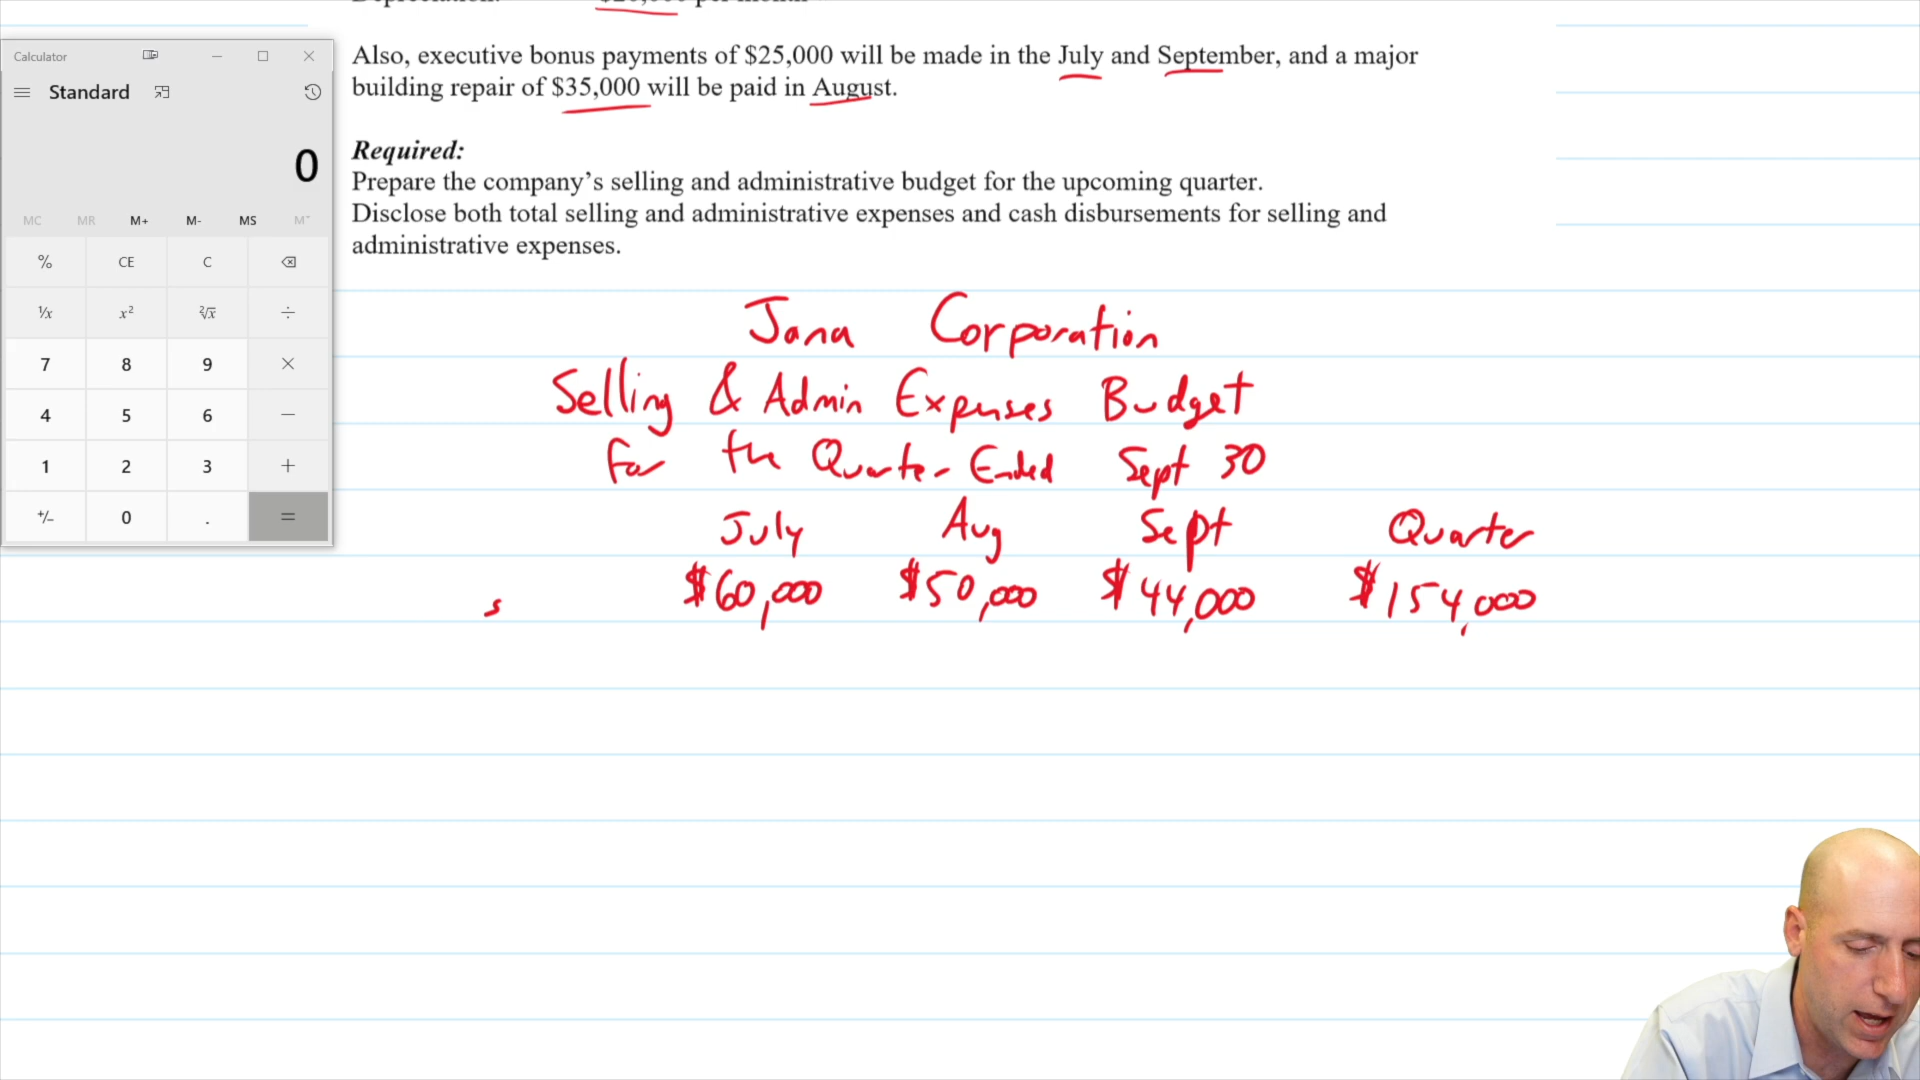 Calculator
Standard
0
MC MR M+ M- MS M˅
% CE C ⌫
¹/x x² ²√x ÷
7 8 9 ×
4 5 6 −
1 2 3 +
+/− 0 . =
per month
Also, executive bonus payments of $25,000 will be made in the July and September, and a major
building repair of $35,000 will be paid in August.
Required:
Prepare the company's selling and administrative budget for the upcoming quarter.
Disclose both total selling and administrative expenses and cash disbursements for selling and
administrative expenses.
Jana Corporation
Selling & Admin Expenses Budget
For the Quarter Ended Sept 30
July Aug Sept Quarter
s $60,000 $50,000 $44,000 $154,000